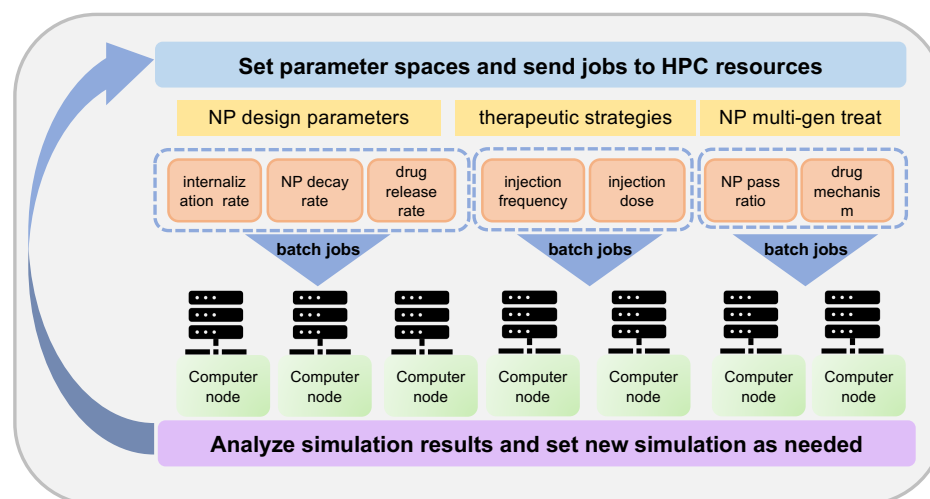 Set parameter spaces and send jobs to HPC resources
NP design parameters
therapeutic strategies
NP multi-gen treat
internaliz
ation rate
NP decay
rate
drug
release
rate
injection
frequency
injection
dose
NP pass
ratio
drug
mechanis
m
batch jobs
batch jobs
batch jobs
Computer
node
Computer
node
Computer
node
Computer
node
Computer
node
Computer
node
Computer
node
Analyze simulation results and set new simulation as needed